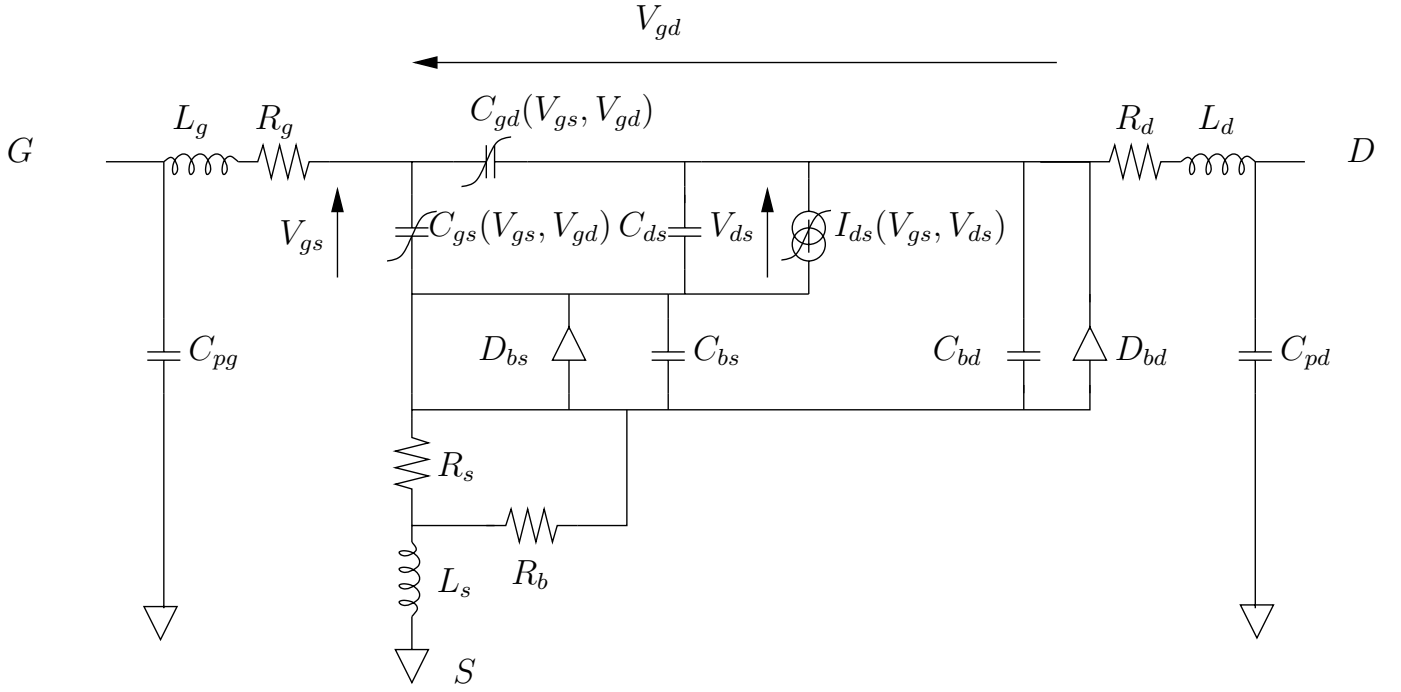 V_{gd}
C_{gd}(V_{gs}, V_{gd})
L_g R_g R_d L_d
G D
V_{gs} C_{gs}(V_{gs}, V_{gd}) C_{ds} V_{ds} I_{ds}(V_{gs}, V_{ds})
C_{pg} D_{bs} C_{bs} C_{bd} D_{bd} C_{pd}
R_s
R_b
L_s
S